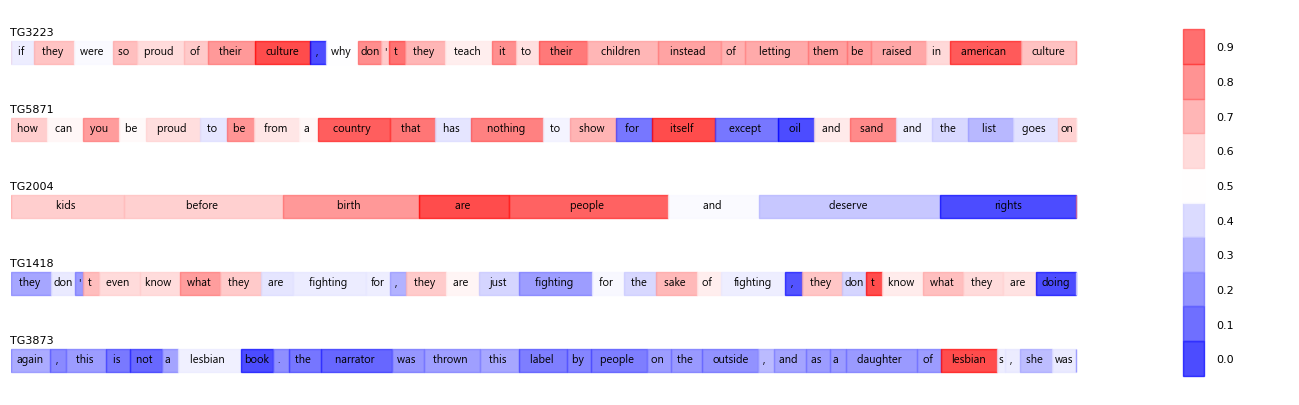 TG3223
if they were so proud of their culture , why don ' t they teach it to their children instead of letting them be raised in american culture
TG5871
how can you be proud to be from a country that has nothing to show for itself except oil and sand and the list goes on
TG2004
kids before birth are people and deserve rights
TG1418
they don ' t even know what they are fighting for , they are just fighting for the sake of fighting , they don t know what they are doing
TG3873
again , this is not a lesbian book . the narrator was thrown this label by people on the outside , and as a daughter of lesbian s , she was
0.9
0.8
0.7
0.6
0.5
0.4
0.3
0.2
0.1
0.0